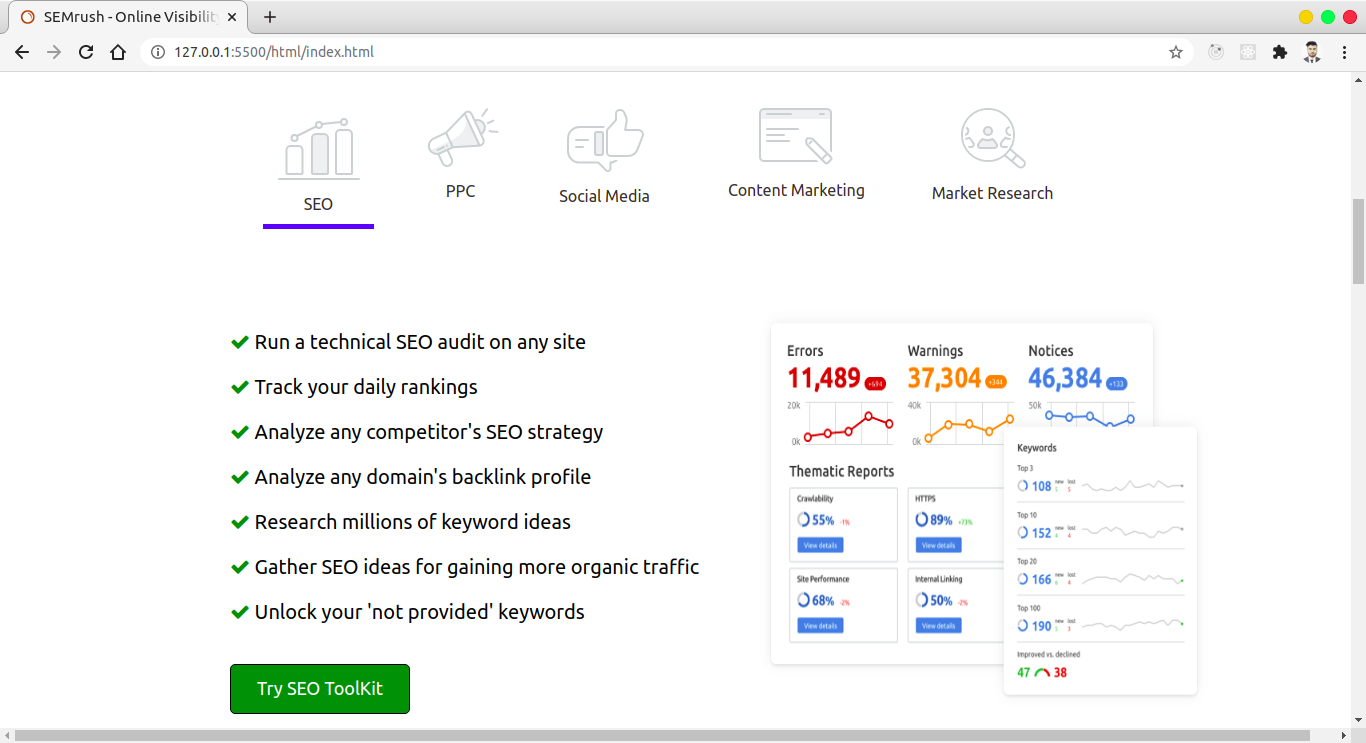 SEMrush - Online Visibility
127.0.0.1:5500/html/index.html
SEO
PPC
Social Media
Content Marketing
Market Research
✔ Run a technical SEO audit on any site
✔ Track your daily rankings
✔ Analyze any competitor's SEO strategy
✔ Analyze any domain's backlink profile
✔ Research millions of keyword ideas
✔ Gather SEO ideas for gaining more organic traffic
✔ Unlock your 'not provided' keywords
Try SEO ToolKit
Errors
11,489 +694
20k
0k
Warnings
37,304 +344
40k
0k
Notices
46,384 +133
50k
Thematic Reports
Crawlability
55% -1%
View details
HTTPS
89% +73%
View details
Site Performance
68% -2%
View details
Internal Linking
50% -2%
View details
Keywords
Top 3
108 new 5 lost 5
Top 10
152 new 4 lost 4
Top 20
166 new 6 lost 4
Top 100
190 new 5 lost 3
Improved vs. declined
47 38